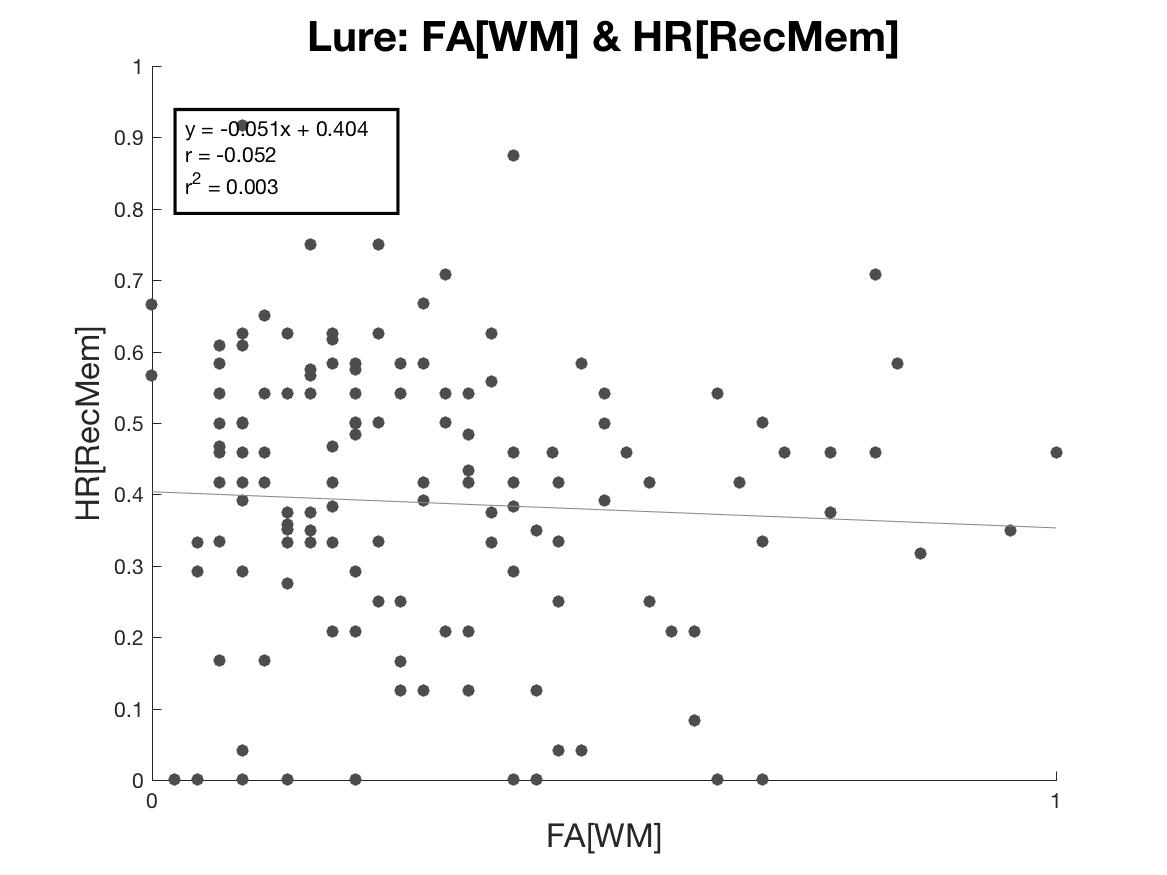 Lure: FA[WM] & HR[RecMem]
1
0.9
0.8
0.7
0.6
0.5
0.4
0.3
0.2
0.1
0
y = -0.051x + 0.404
r = -0.052
r² = 0.003
HR[RecMem]
0
1
FA[WM]